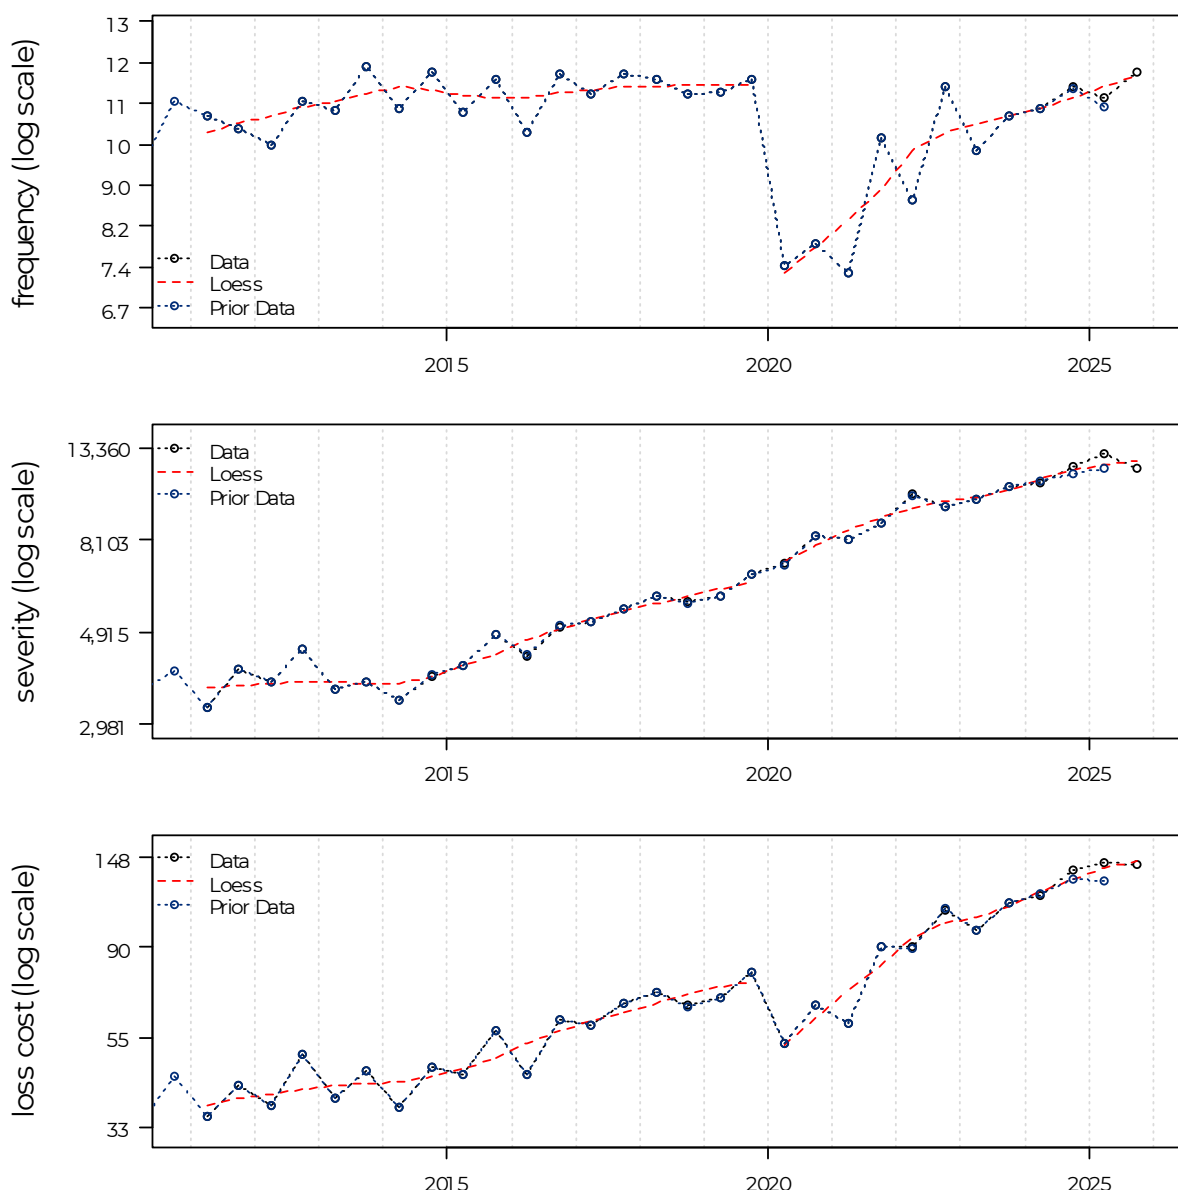 frequency (log scale)
13
12
11
10
9.0
8.2
7.4
6.7
Data
Loess
Prior Data
2015
2020
2025
severity (log scale)
13,360
8,103
4,915
2,981
Data
Loess
Prior Data
2015
2020
2025
loss cost (log scale)
148
90
55
33
Data
Loess
Prior Data
2015
2020
2025